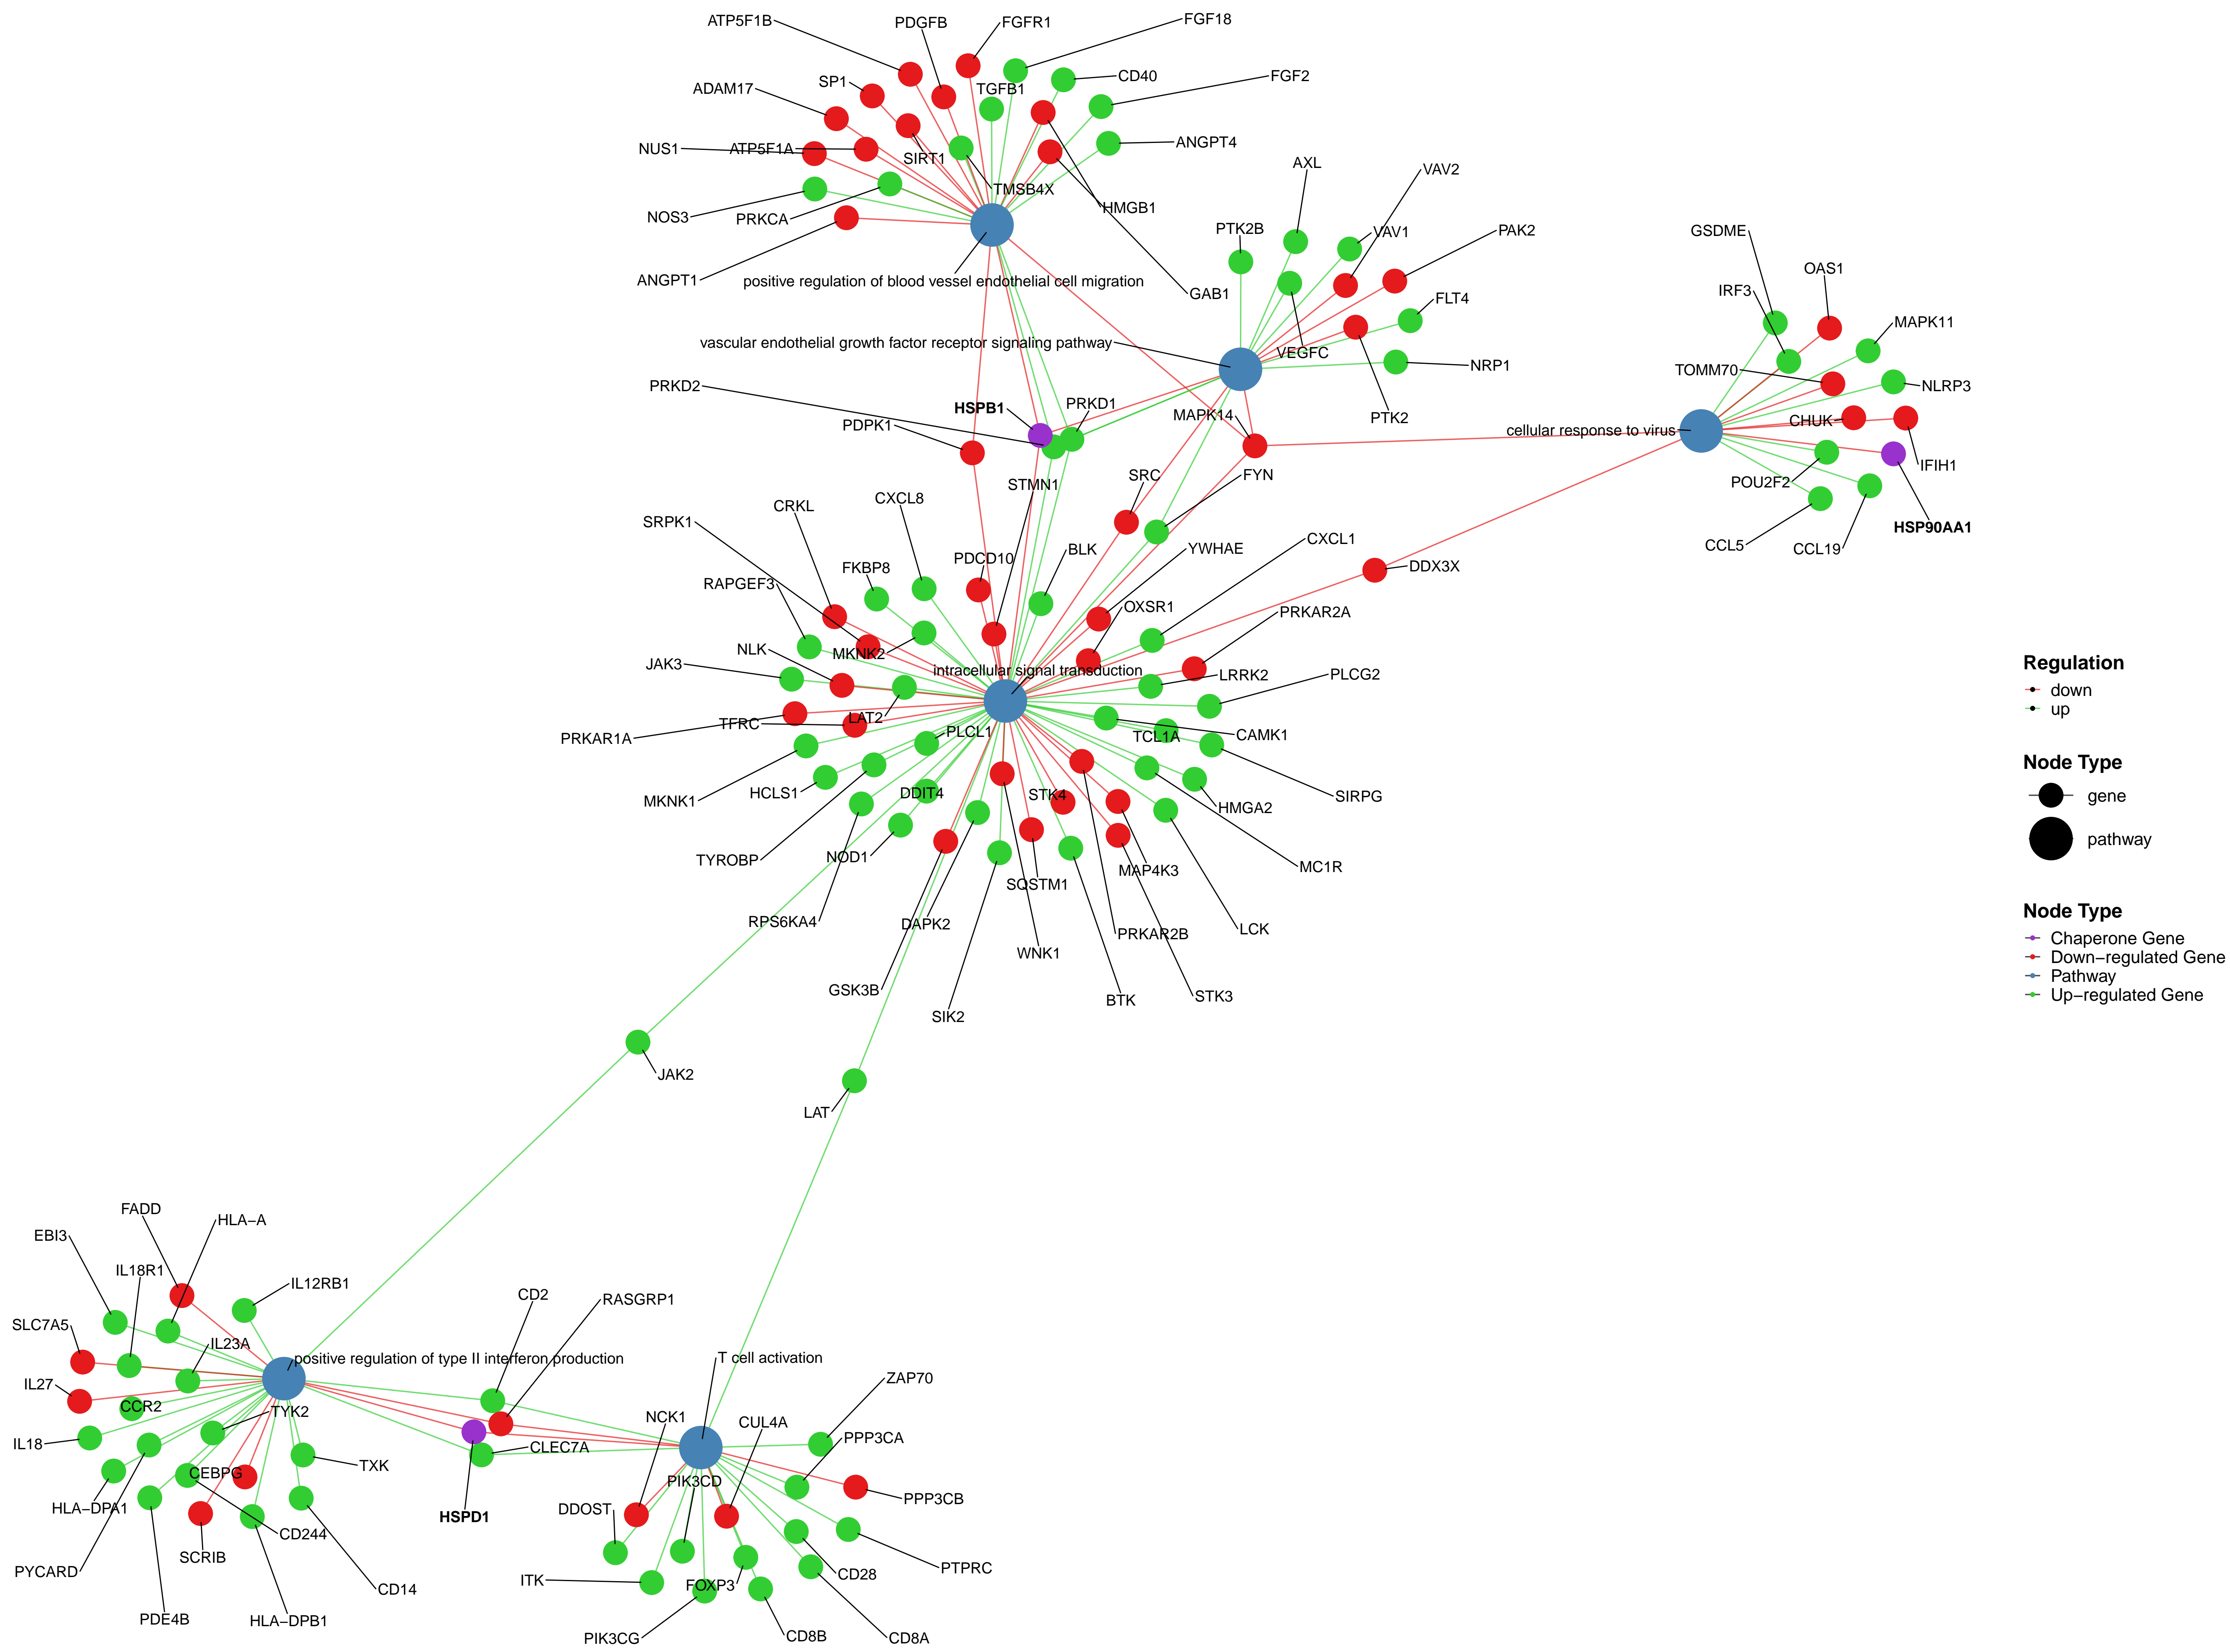 ATP5F1B
PDGFB
FGFR1
FGF18
SP1
TGFB1
CD40
FGF2
ADAM17
NUS1
ATP5F1A
SIRT1
ANGPT4
TMSB4X
NOS3
PRKCA
HMGB1
ANGPT1
positive regulation of blood vessel endothelial cell migration
GAB1
AXL
VAV2
PTK2B
VAV1
PAK2
FLT4
vascular endothelial growth factor receptor signaling pathway
VEGFC
NRP1
PTK2
GSDME
OAS1
IRF3
MAPK11
TOMM70
NLRP3
CHUK
cellular response to virus
IFIH1
POU2F2
HSP90AA1
CCL5
CCL19
PRKD2
HSPB1
PRKD1
MAPK14
PDPK1
STMN1
SRC
FYN
CRKL
CXCL8
SRPK1
PDCD10
BLK
YWHAE
CXCL1
FKBP8
DDX3X
RAPGEF3
OXSR1
PRKAR2A
NLK
MKNK2
JAK3
intracellular signal transduction
LRRK2
PLCG2
PRKAR1A
TFRC
LAT2
PLCL1
TCL1A
CAMK1
MKNK1
HCLS1
DDIT4
STK4
HMGA2
SIRPG
TYROBP
NOD1
SQSTM1
MAP4K3
MC1R
RPS6KA4
DAPK2
WNK1
PRKAR2B
LCK
GSK3B
SIK2
BTK
STK3
JAK2
LAT
FADD
HLA−A
EBI3
IL18R1
IL12RB1
SLC7A5
IL23A
positive regulation of type II interferon production
IL27
CCR2
TYK2
IL18
CEBPG
TXK
HLA−DPA1
CD244
SCRIB
PYCARD
CD14
PDE4B
HLA−DPB1
CD2
RASGRP1
CLEC7A
HSPD1
T cell activation
ZAP70
NCK1
CUL4A
PPP3CA
PIK3CD
PPP3CB
DDOST
ITK
FOXP3
CD28
PTPRC
PIK3CG
CD8B
CD8A
Regulation
down
up
Node Type
gene
pathway
Node Type
Chaperone Gene
Down−regulated Gene
Pathway
Up−regulated Gene